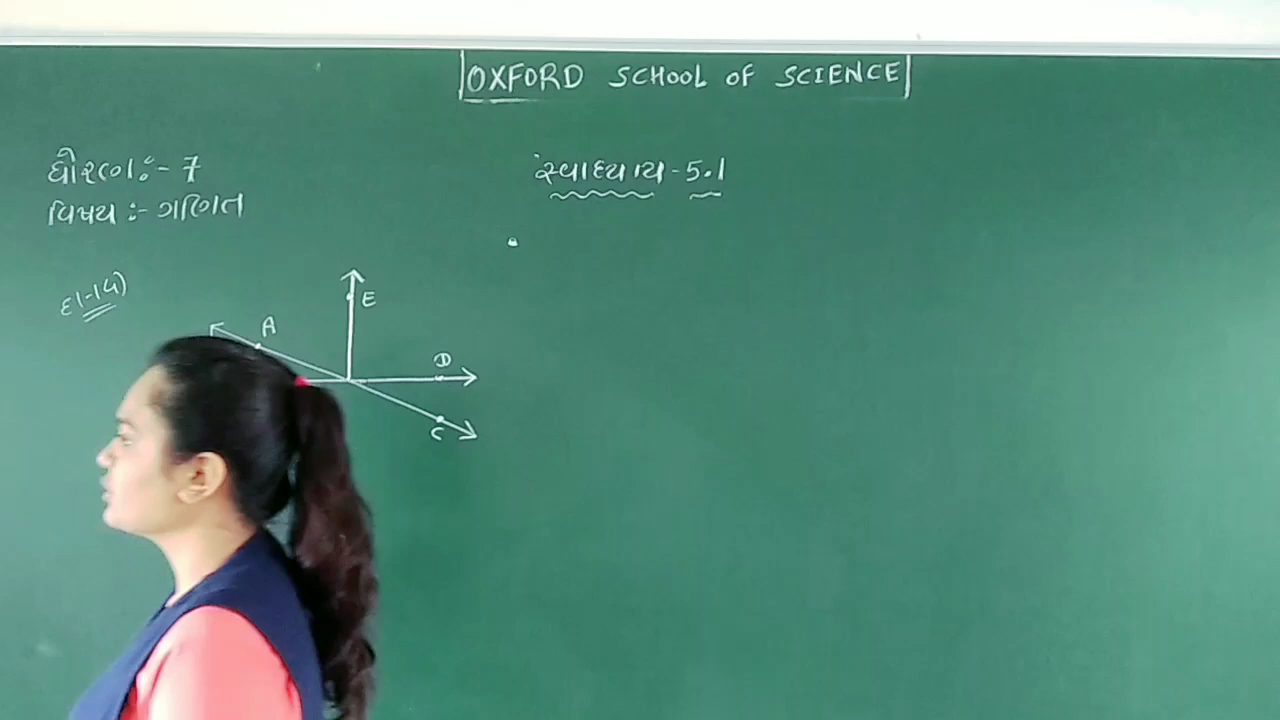 OXFORD SCHOOL OF SCIENCE
ધોરણ :- 7
સ્વાધ્યાય - 5.1
વિષય :- ગણિત
દા-14)
E
A
D
C